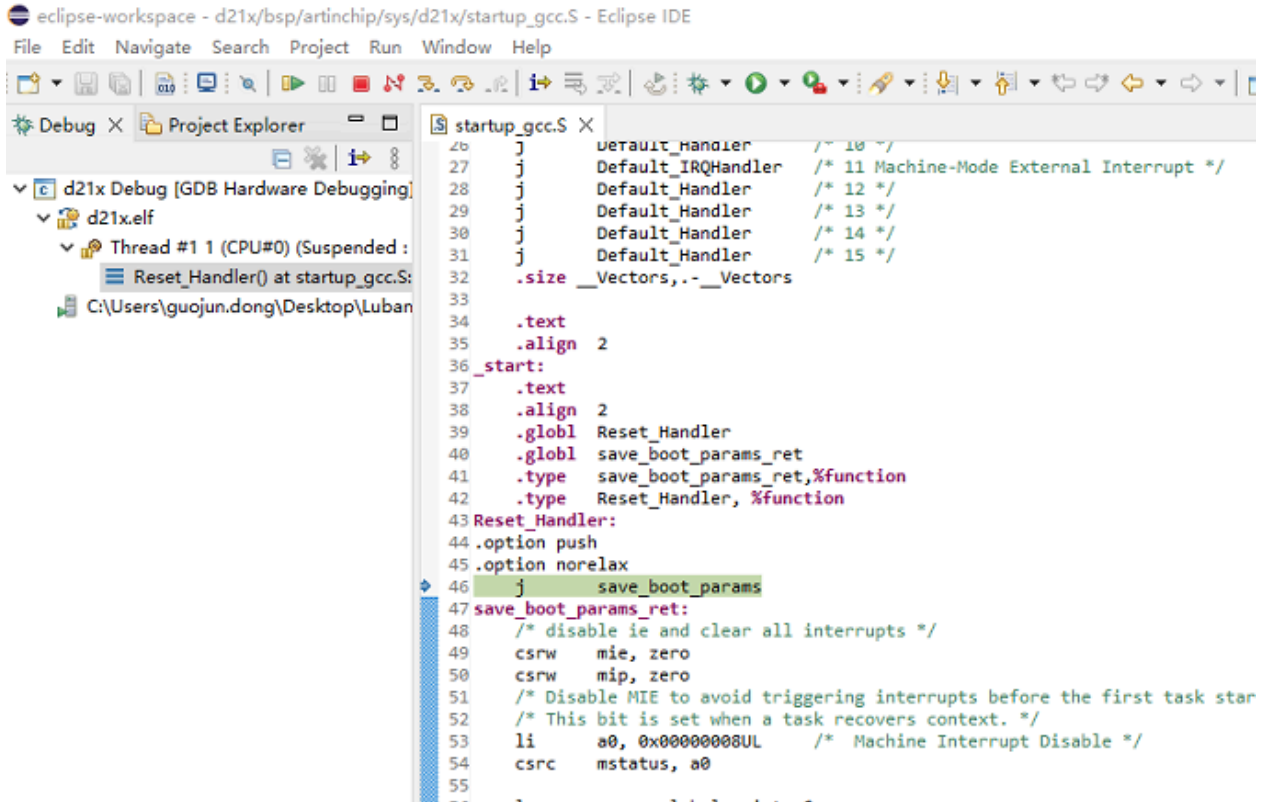 eclipse-workspace - d21x/bsp/artinchip/sys/d21x/startup_gcc.S - Eclipse IDE
File Edit Navigate Search Project Run Window Help
Debug Project Explorer
startup_gcc.S
d21x Debug [GDB Hardware Debugging]
d21x.elf
Thread #1 1 (CPU#0) (Suspended :
Reset_Handler() at startup_gcc.S:
C:\Users\guojun.dong\Desktop\Luban
26 j Default_Handler /* 10 */
27 j Default_IRQHandler /* 11 Machine-Mode External Interrupt */
28 j Default_Handler /* 12 */
29 j Default_Handler /* 13 */
30 j Default_Handler /* 14 */
31 j Default_Handler /* 15 */
32 .size __Vectors,.-__Vectors
33
34 .text
35 .align 2
36 _start:
37 .text
38 .align 2
39 .globl Reset_Handler
40 .globl save_boot_params_ret
41 .type save_boot_params_ret,%function
42 .type Reset_Handler, %function
43 Reset_Handler:
44 .option push
45 .option norelax
46 j save_boot_params
47 save_boot_params_ret:
48 /* disable ie and clear all interrupts */
49 csrw mie, zero
50 csrw mip, zero
51 /* Disable MIE to avoid triggering interrupts before the first task star
52 /* This bit is set when a task recovers context. */
53 li a0, 0x00000008UL /* Machine Interrupt Disable */
54 csrc mstatus, a0
55